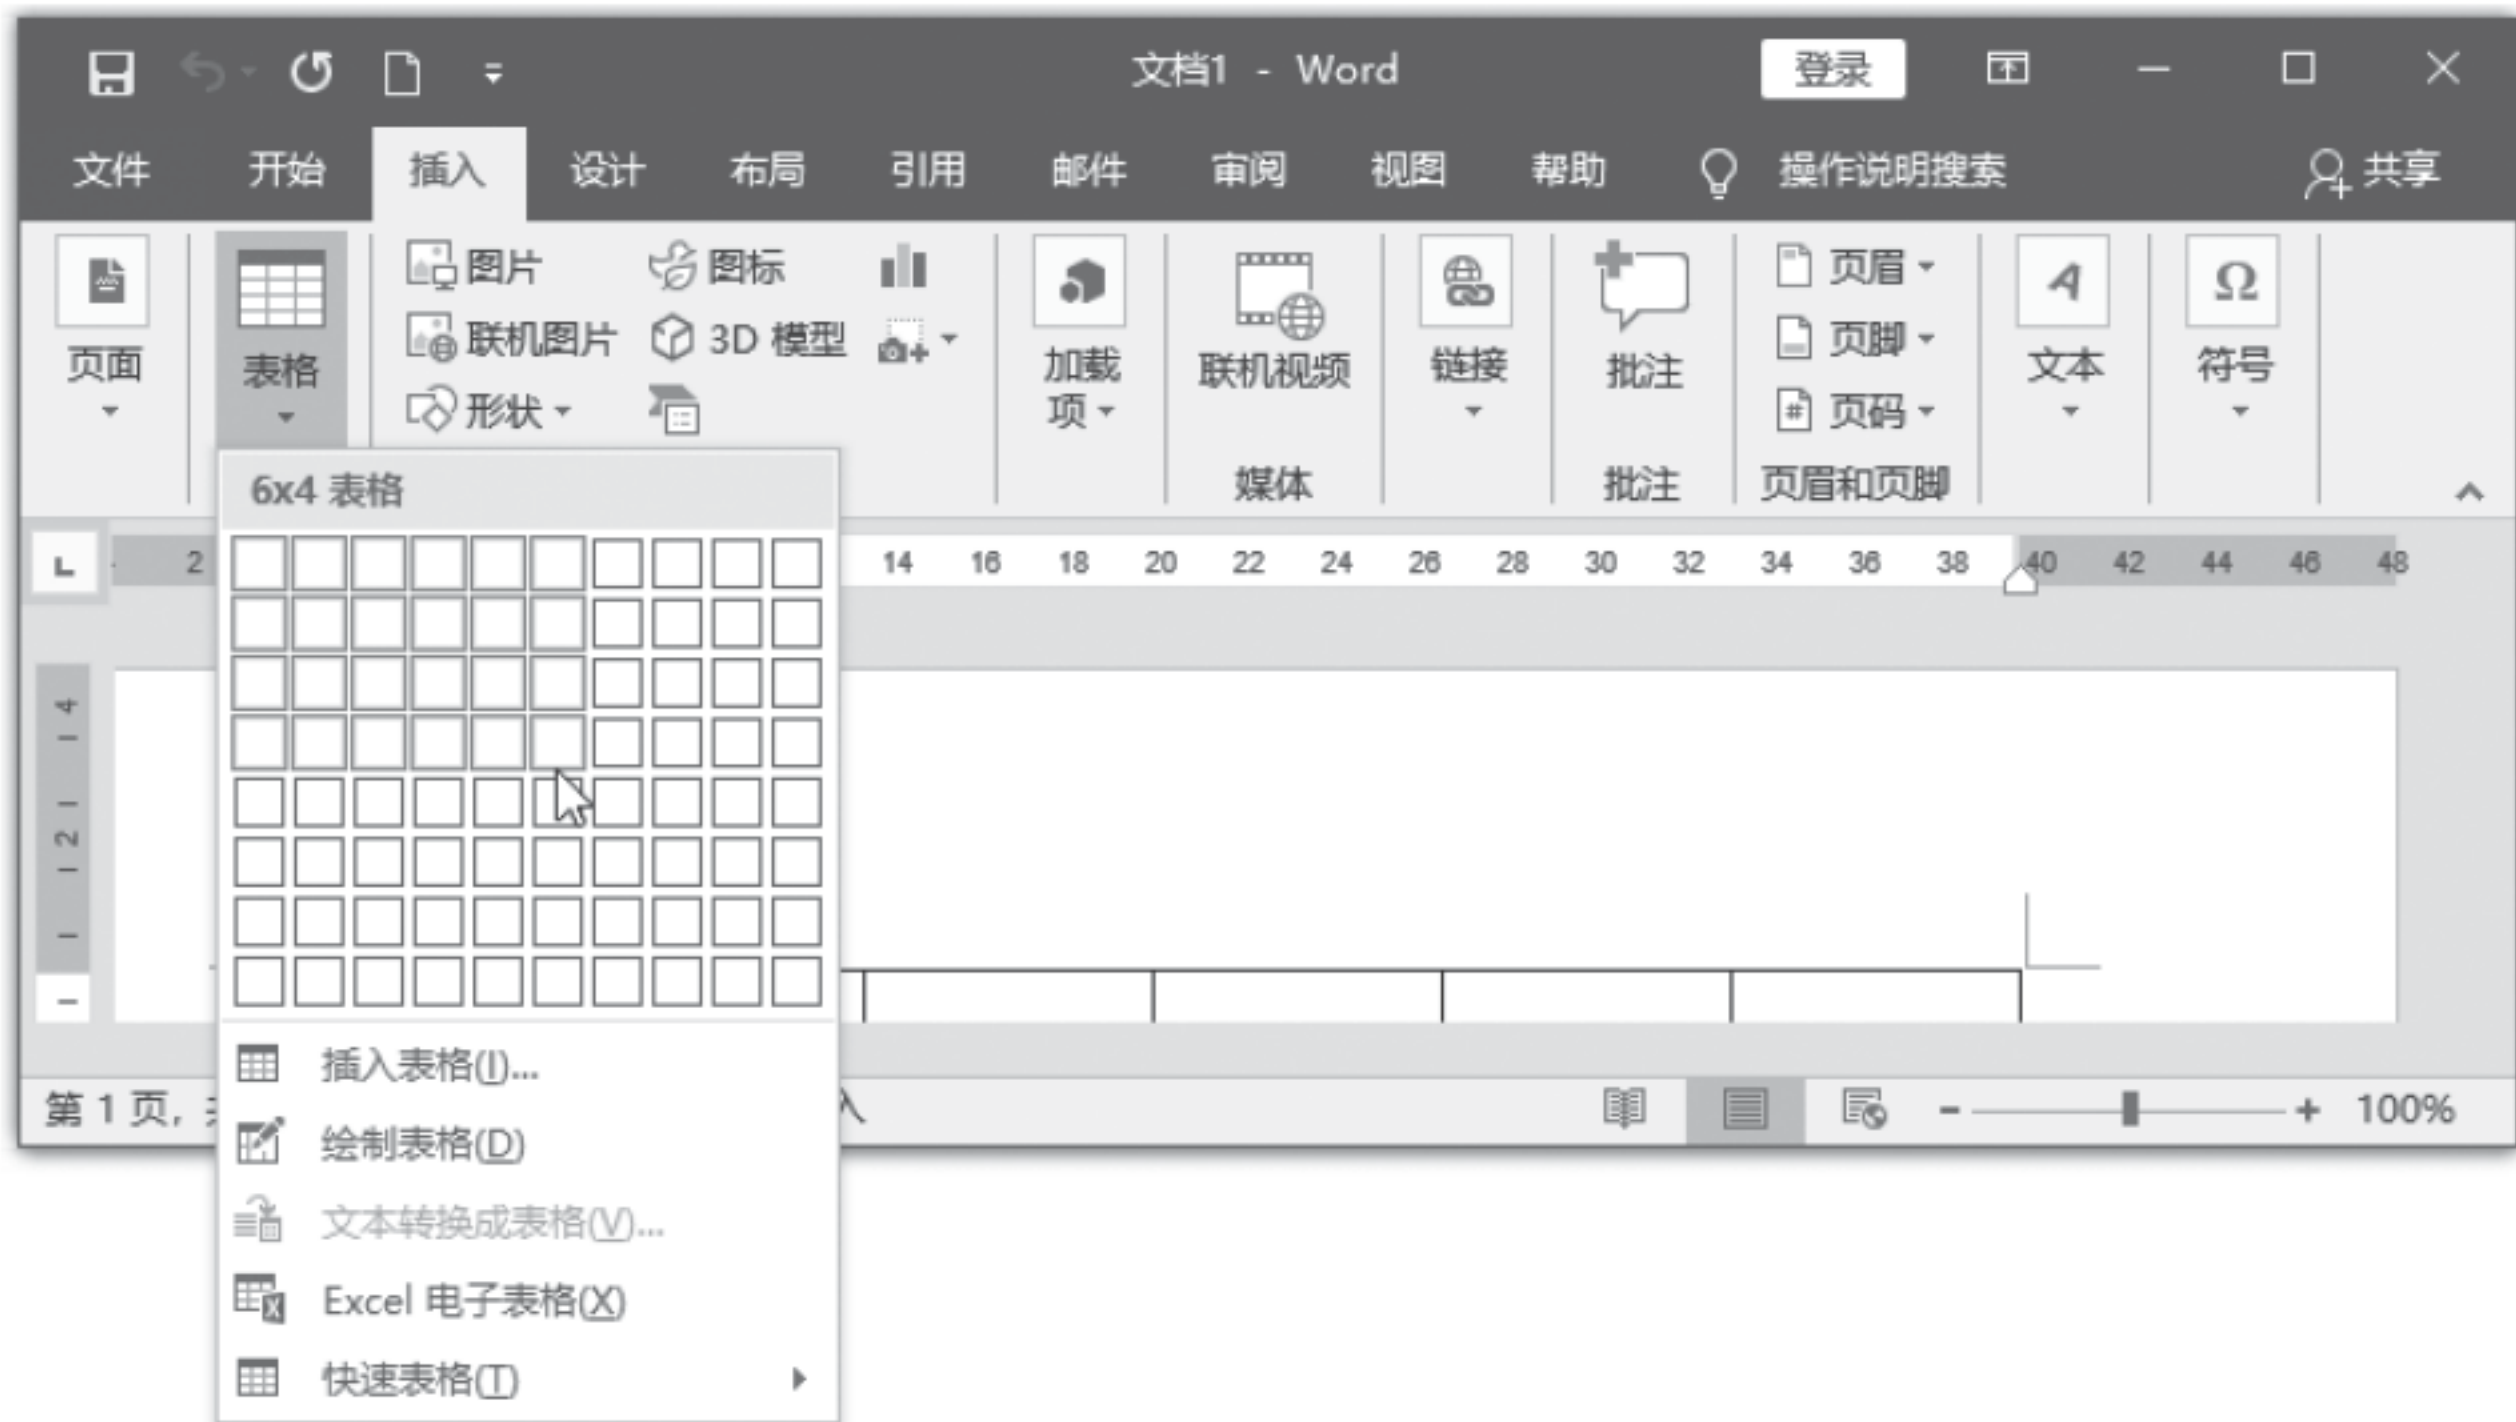 文档1 - Word
登录
文件 开始 插入 设计 布局 引用 邮件 审阅 视图 帮助 操作说明搜索 共享
页面
表格
图片
联机图片
形状
图标
3D 模型
加载
项
联机视频
媒体
链接
批注
批注
页眉
页脚
页码
页眉和页脚
文本
符号
6x4 表格
L 2 14 16 18 20 22 24 26 28 30 32 34 36 38 40 42 44 46 48
4
2
插入表格(I)...
绘制表格(D)
文本转换成表格(V)...
Excel 电子表格(X)
快速表格(T)
第 1 页,
入
100%